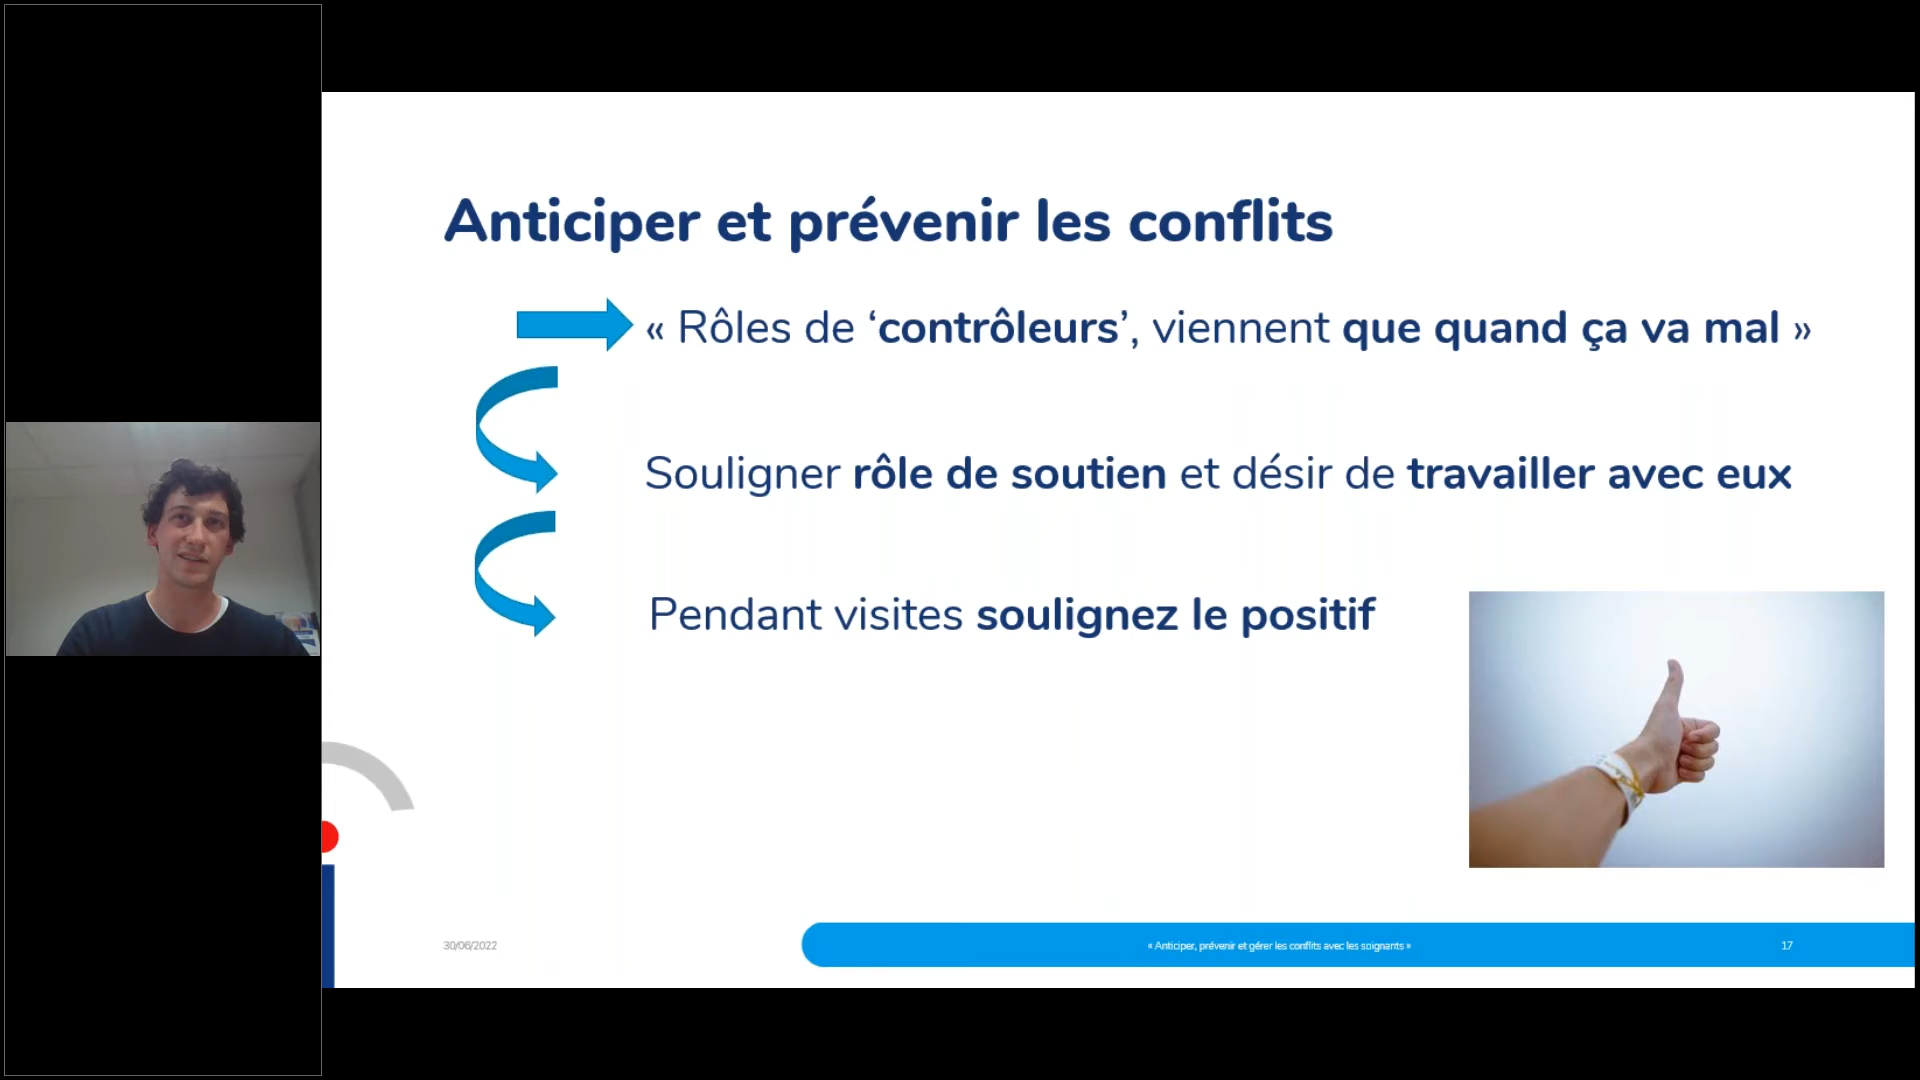 Anticiper et prévenir les conflits
« Rôles de ‘contrôleurs’, viennent que quand ça va mal »
Souligner rôle de soutien et désir de travailler avec eux
Pendant visites soulignez le positif
30/06/2022
« Anticiper, prévenir et gérer les conflits avec les soignants »
17